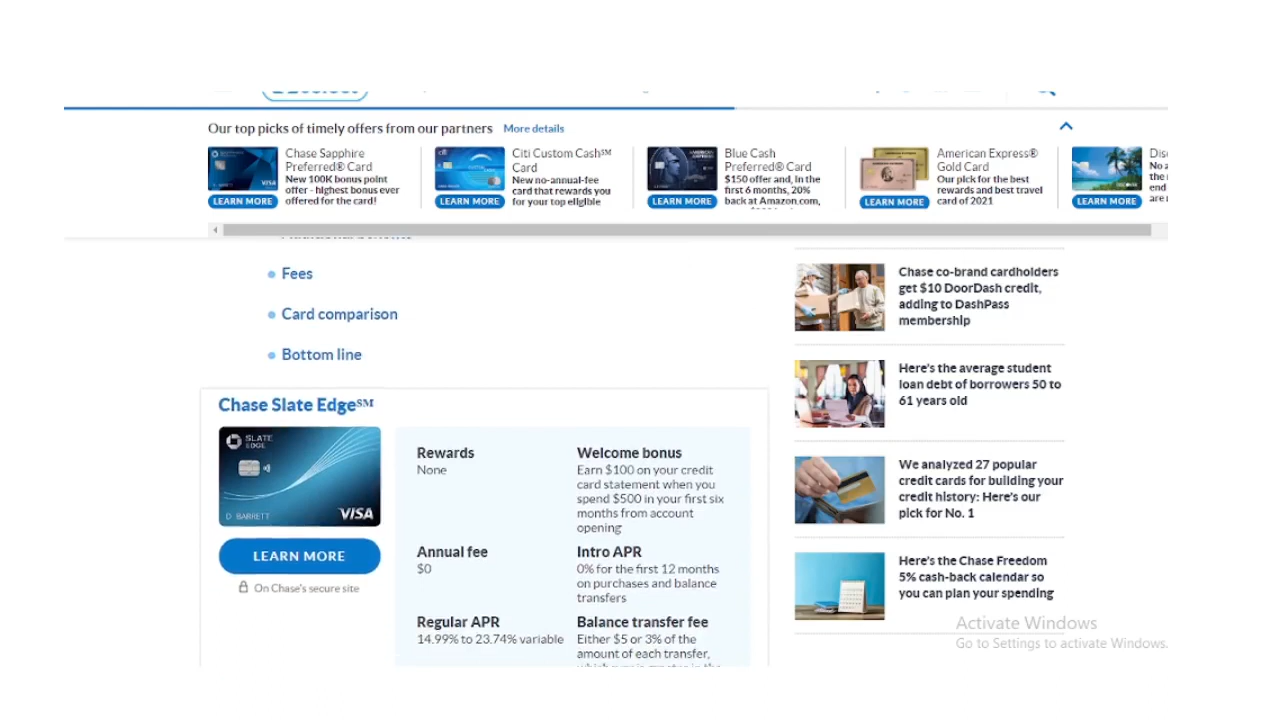 Our top picks of timely offers from our partners More details
Chase Sapphire
Preferred® Card
New 100K bonus point
offer - highest bonus ever
offered for the card!
LEARN MORE
Citi Custom Cash℠
Card
New no-annual-fee
card that rewards you
for your top eligible
LEARN MORE
Blue Cash
Preferred® Card
$150 offer and, in the
first 6 months, 20%
back at Amazon.com,
LEARN MORE
American Express®
Gold Card
Our pick for the best
rewards and best travel
card of 2021
LEARN MORE
No a
the
end
are
LEARN MORE
Fees
Card comparison
Bottom line
Chase Slate Edge℠
SLATE
EDGE
D BARRETT
VISA
LEARN MORE
On Chase's secure site
Rewards
None
Welcome bonus
Earn $100 on your credit
card statement when you
spend $500 in your first six
months from account
opening
Annual fee
$0
Intro APR
0% for the first 12 months
on purchases and balance
transfers
Regular APR
14.99% to 23.74% variable
Balance transfer fee
Either $5 or 3% of the
amount of each transfer,
Chase co-brand cardholders
get $10 DoorDash credit,
adding to DashPass
membership
Here's the average student
loan debt of borrowers 50 to
61 years old
We analyzed 27 popular
credit cards for building your
credit history: Here's our
pick for No. 1
Here's the Chase Freedom
5% cash-back calendar so
you can plan your spending
Activate Windows
Go to Settings to activate Windows.